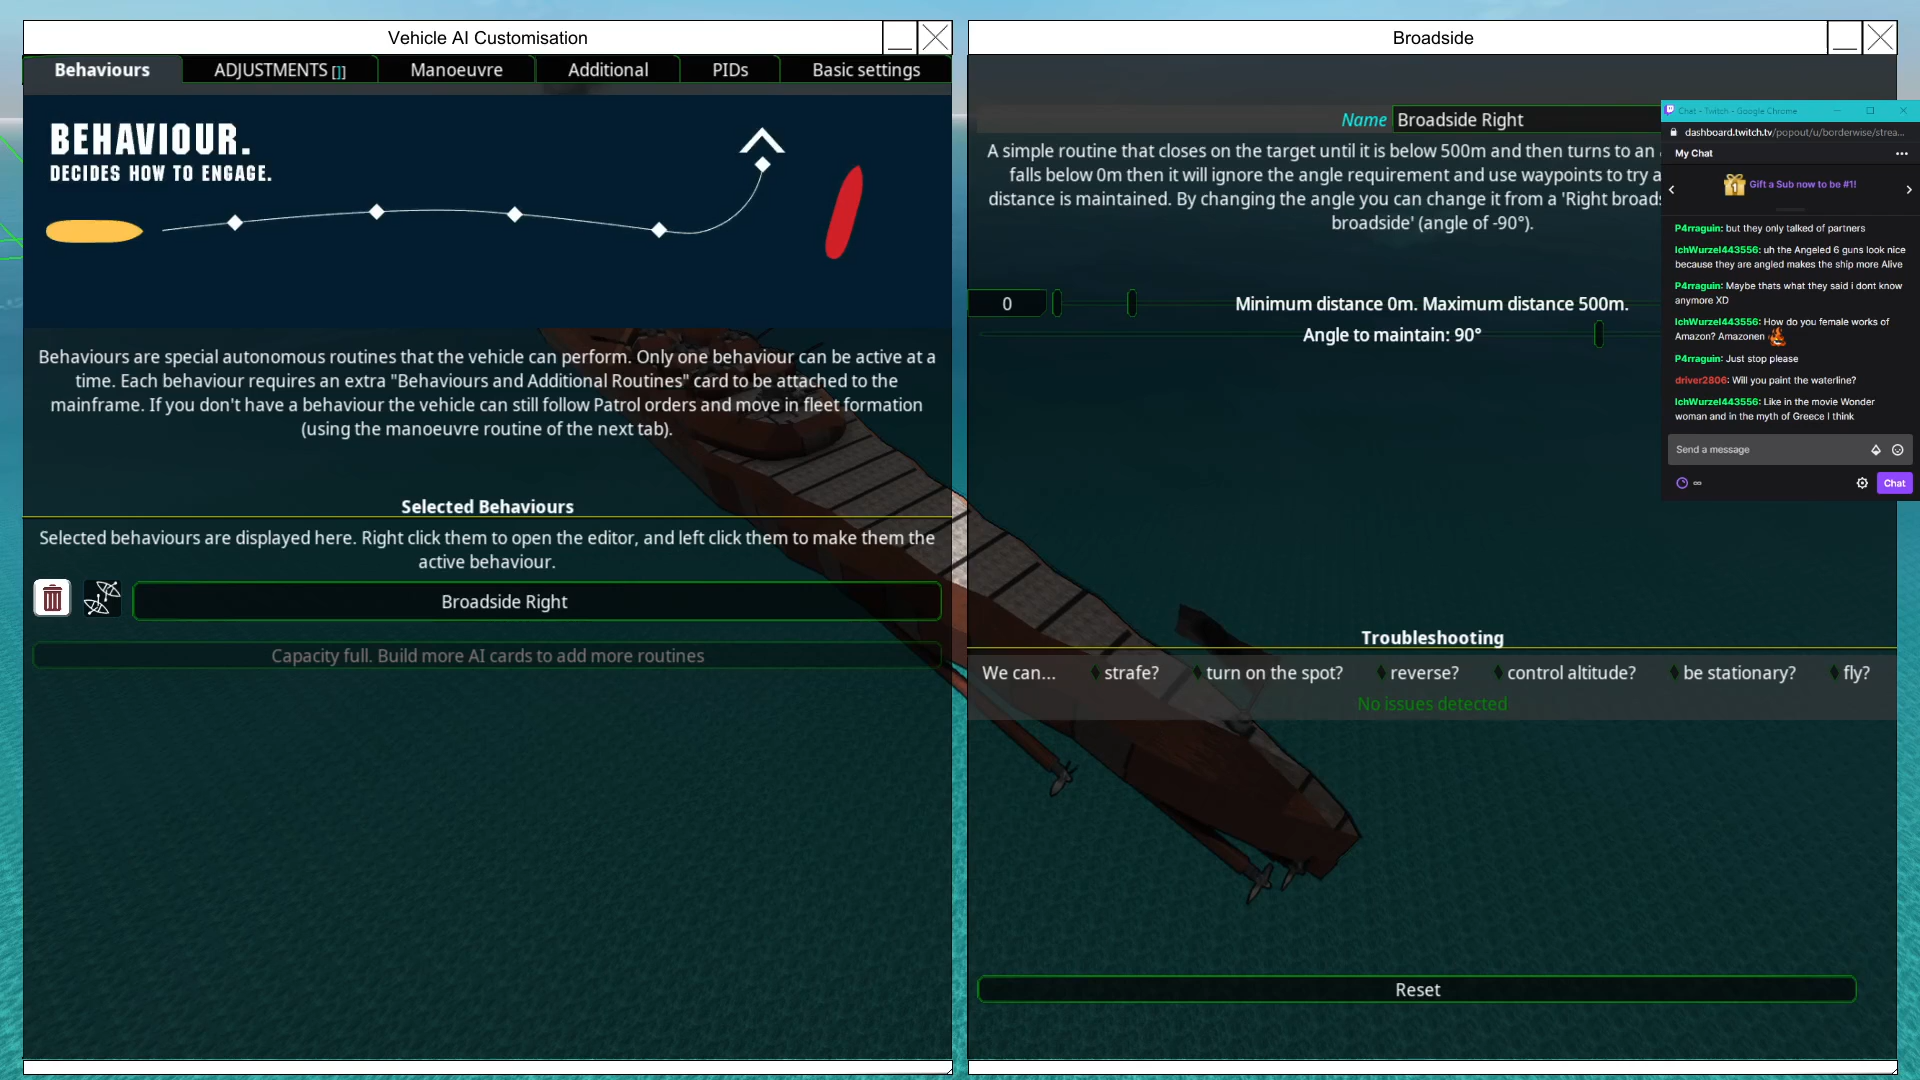 Vehicle AI Customisation
Behaviours
ADJUSTMENTS []]
Manoeuvre
Additional
PIDs
Basic settings
BEHAVIOUR.
DECIDES HOW TO ENGAGE.
Behaviours are special autonomous routines that the vehicle can perform. Only one behaviour can be active at a
time. Each behaviour requires an extra "Behaviours and Additional Routines" card to be attached to the
mainframe. If you don't have a behaviour the vehicle can still follow Patrol orders and move in fleet formation
(using the manoeuvre routine of the next tab).
Selected Behaviours
Selected behaviours are displayed here. Right click them to open the editor, and left click them to make them the
active behaviour.
Broadside Right
Capacity full. Build more AI cards to add more routines
Broadside
Name Broadside Right
A simple routine that closes on the target until it is below 500m and then turns to an
falls below 0m then it will ignore the angle requirement and use waypoints to try a
distance is maintained. By changing the angle you can change it from a 'Right broads
broadside' (angle of -90°).
0
Minimum distance 0m. Maximum distance 500m.
Angle to maintain: 90°
Troubleshooting
We can... strafe? turn on the spot? reverse? control altitude? be stationary? fly?
No issues detected
Reset
Chat - Twitch - Google Chrome
dashboard.twitch.tv/popout/u/borderwise/strea...
My Chat
1
Gift a Sub now to be #1!
P4rraguin: but they only talked of partners
IchWurzel443556: uh the Angeled 6 guns look nice
because they are angled makes the ship more Alive
P4rraguin: Maybe thats what they said i dont know
anymore XD
IchWurzel443556: How do you female works of
Amazon? Amazonen
P4rraguin: Just stop please
driver2806: Will you paint the waterline?
IchWurzel443556: Like in the movie Wonder
woman and in the myth of Greece I think
Send a message
∞
Chat